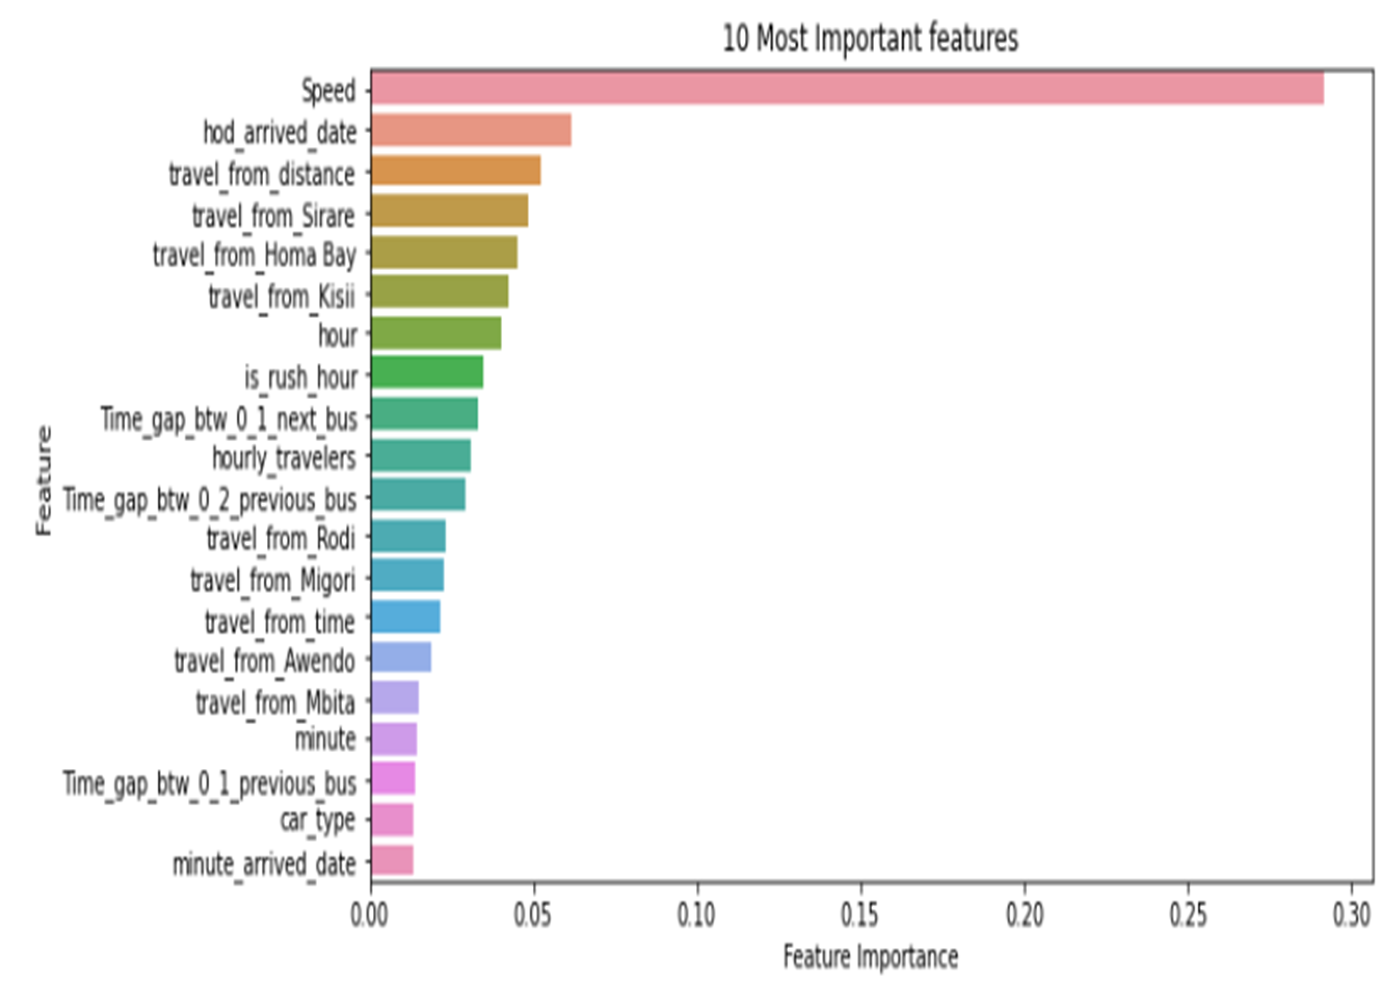 10 Most Important features
Speed
hod_arrived_date
travel_from_distance
travel_from_Sirare
travel_from_Homa Bay
travel_from_Kisii
hour
is_rush_hour
Time_gap_btw_0_1_next_bus
hourly_travelers
Time_gap_btw_0_2_previous_bus
travel_from_Rodi
travel_from_Migori
travel_from_time
travel_from_Awendo
travel_from_Mbita
minute
Time_gap_btw_0_1_previous_bus
car_type
minute_arrived_date
Feature
0.00 0.05 0.10 0.15 0.20 0.25 0.30
Feature Importance